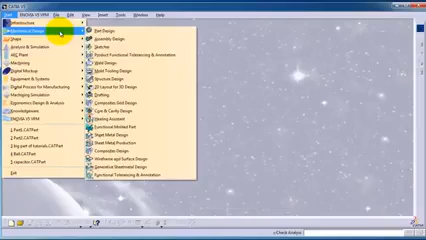 CATIA V5
Start ENOVIA V5 VPM File Edit View Tools Window Help
Infrastructure
Mechanical Design
Shape
Analysis & Simulation
AEC Plant
Machining
Digital Mockup
Equipment & Systems
Digital Process for Manufacturing
Machining Simulation
Ergonomics Design & Analysis
Knowledgeware
ENOVIA V5 VPM
1 Part1.CATPart
2 Part1.CATPart
3 big part of tutorials.CATPart
4 Ball.CATPart
5 capacitor.CATPart
Exit
Part Design
Assembly Design
Sketcher
Product Functional Tolerancing & Annotation
Weld Design
Mold Tooling Design
Structure Design
2D Layout for 3D Design
Drafting
Composites Grid Design
Core & Cavity Design
Healing Assistant
Functional Molded Part
Sheet Metal Design
Sheet Metal Production
Composites Design
Wireframe and Surface Design
Generative Sheetmetal Design
Functional Tolerancing & Annotation
c:Check Analysis